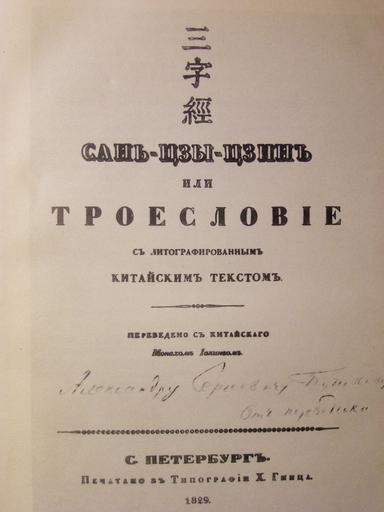 三
字
經
САНЬ-ЦЗЫ-ЦЗИНЪ
ИЛИ
ТРОЕСЛОВІЕ
СЪ ЛИТОГРАФИРОВАННЫМЪ
КИТАЙСКИМЪ ТЕКСТОМЪ.
ПЕРЕВЕДЕНО СЪ КИТАЙСКАГО
Монахомъ Іакинѳомъ.
Александру Сергѣевичу Пушкину
Отъ переводчика
С. ПЕТЕРБУРГЪ.
ПЕЧАТАНО ВЪ ТИПОГРАФІИ Х. ГИНЦА.
1829.